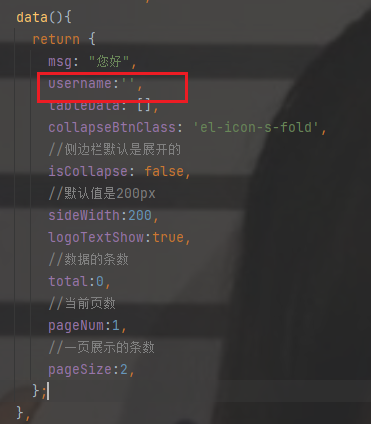 data(){
return {
msg: "您好",
username:'',
tableData: [],
collapseBtnClass: 'el-icon-s-fold',
//侧边栏默认是展开的
isCollapse: false,
//默认值是200px
sideWidth:200,
logoTextShow:true,
//数据的条数
total:0,
//当前页数
pageNum:1,
//一页展示的条数
pageSize:2,
};
},